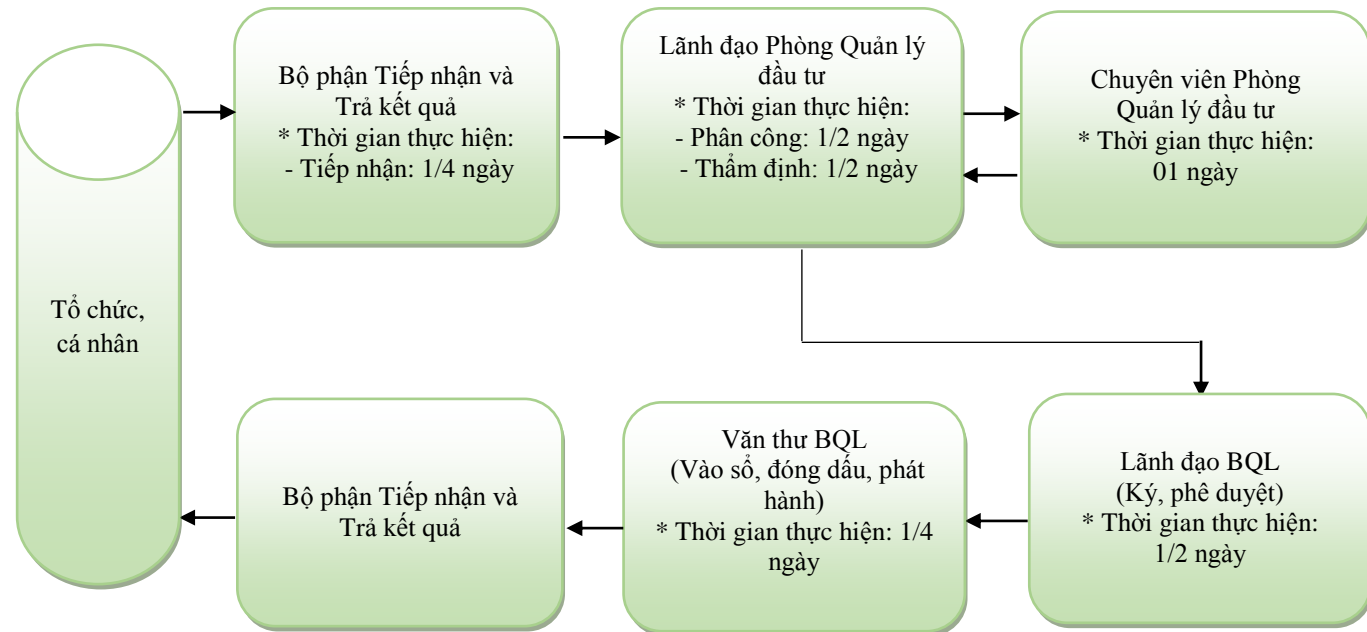 Bộ phận Tiếp nhận và
Trả kết quả
* Thời gian thực hiện:
- Tiếp nhận: 1/4 ngày
Lãnh đạo Phòng Quản lý
đầu tư
* Thời gian thực hiện:
- Phân công: 1/2 ngày
- Thẩm định: 1/2 ngày
Chuyên viên Phòng
Quản lý đầu tư
* Thời gian thực hiện:
01 ngày
Tổ chức,
cá nhân
Bộ phận Tiếp nhận và
Trả kết quả
Văn thư BQL
(Vào sổ, đóng dấu, phát
hành)
* Thời gian thực hiện: 1/4
ngày
Lãnh đạo BQL
(Ký, phê duyệt)
* Thời gian thực hiện:
1/2 ngày